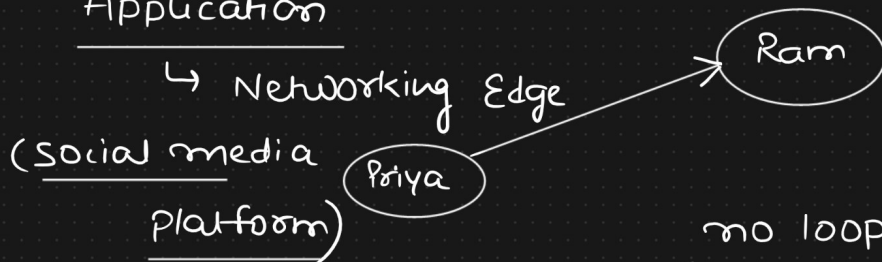 Application
↳ Networking Edge
Ram
(social media
Priya
platform)
no loop